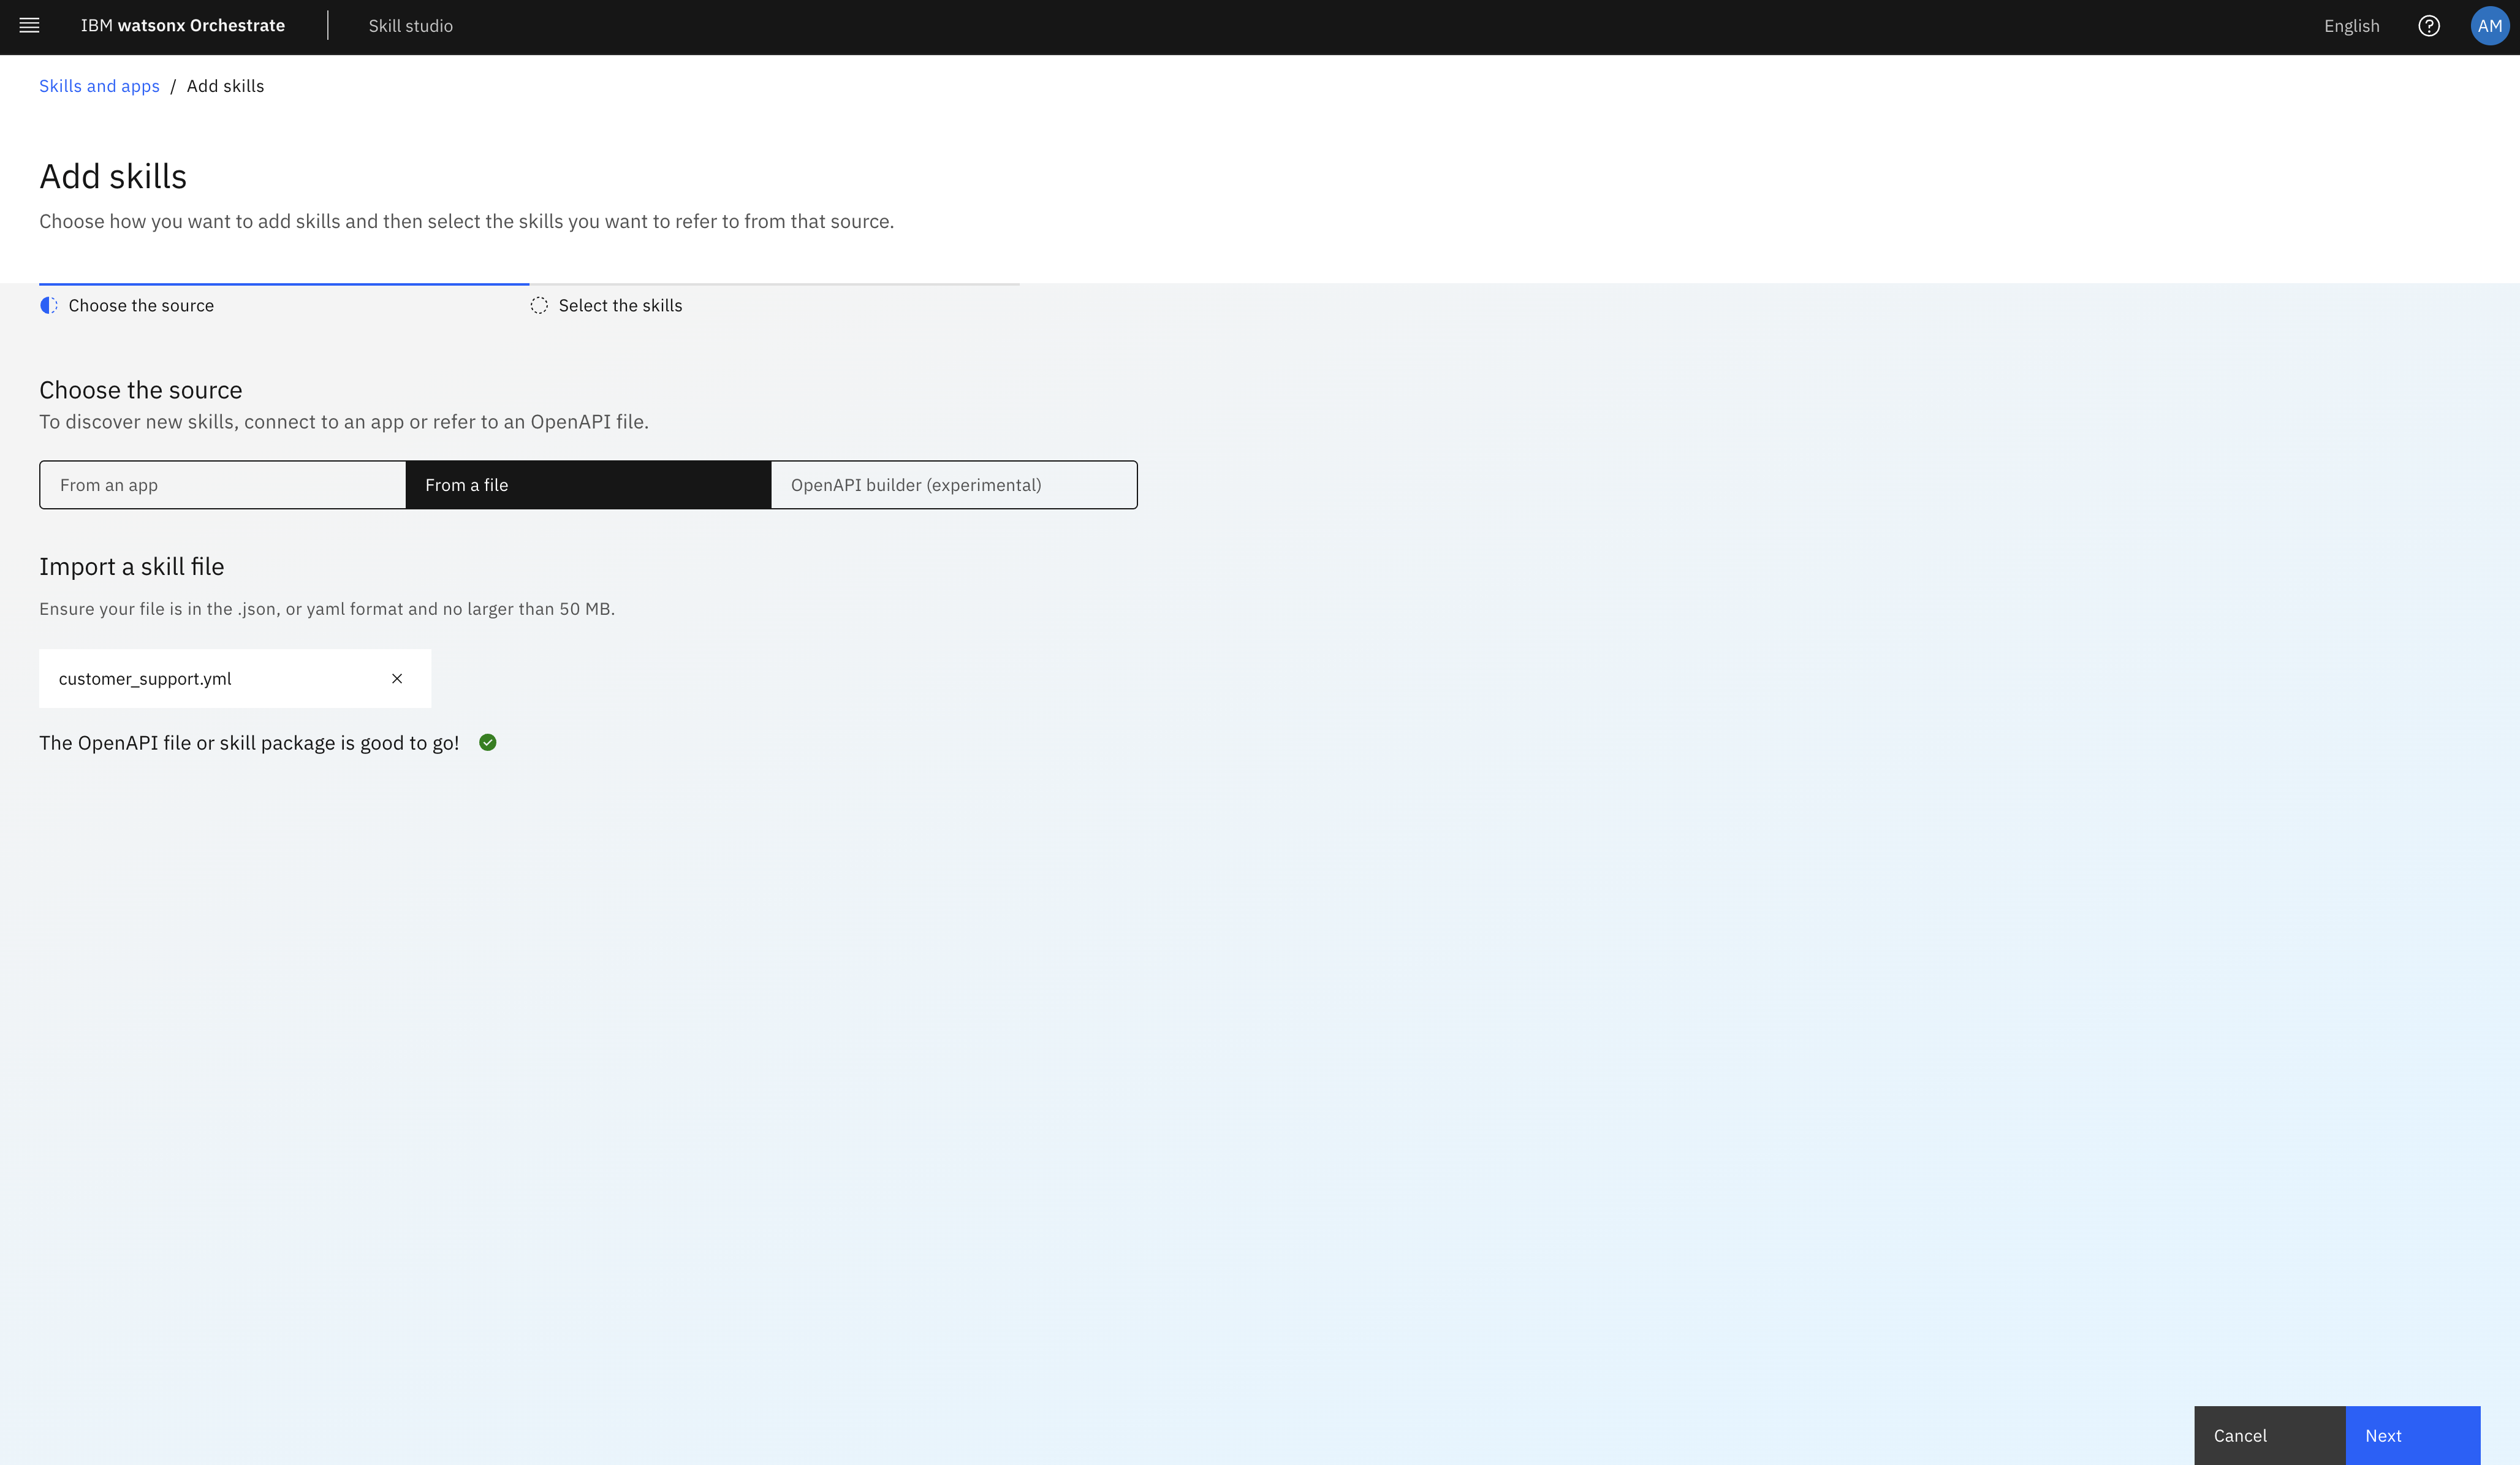 IBM watsonx Orchestrate
Skill studio
English
AM
Skills and apps / Add skills
Add skills
Choose how you want to add skills and then select the skills you want to refer to from that source.
Choose the source
Select the skills
Choose the source
To discover new skills, connect to an app or refer to an OpenAPI file.
From an app
From a file
OpenAPI builder (experimental)
Import a skill file
Ensure your file is in the .json, or yaml format and no larger than 50 MB.
customer_support.yml
The OpenAPI file or skill package is good to go!
Cancel
Next